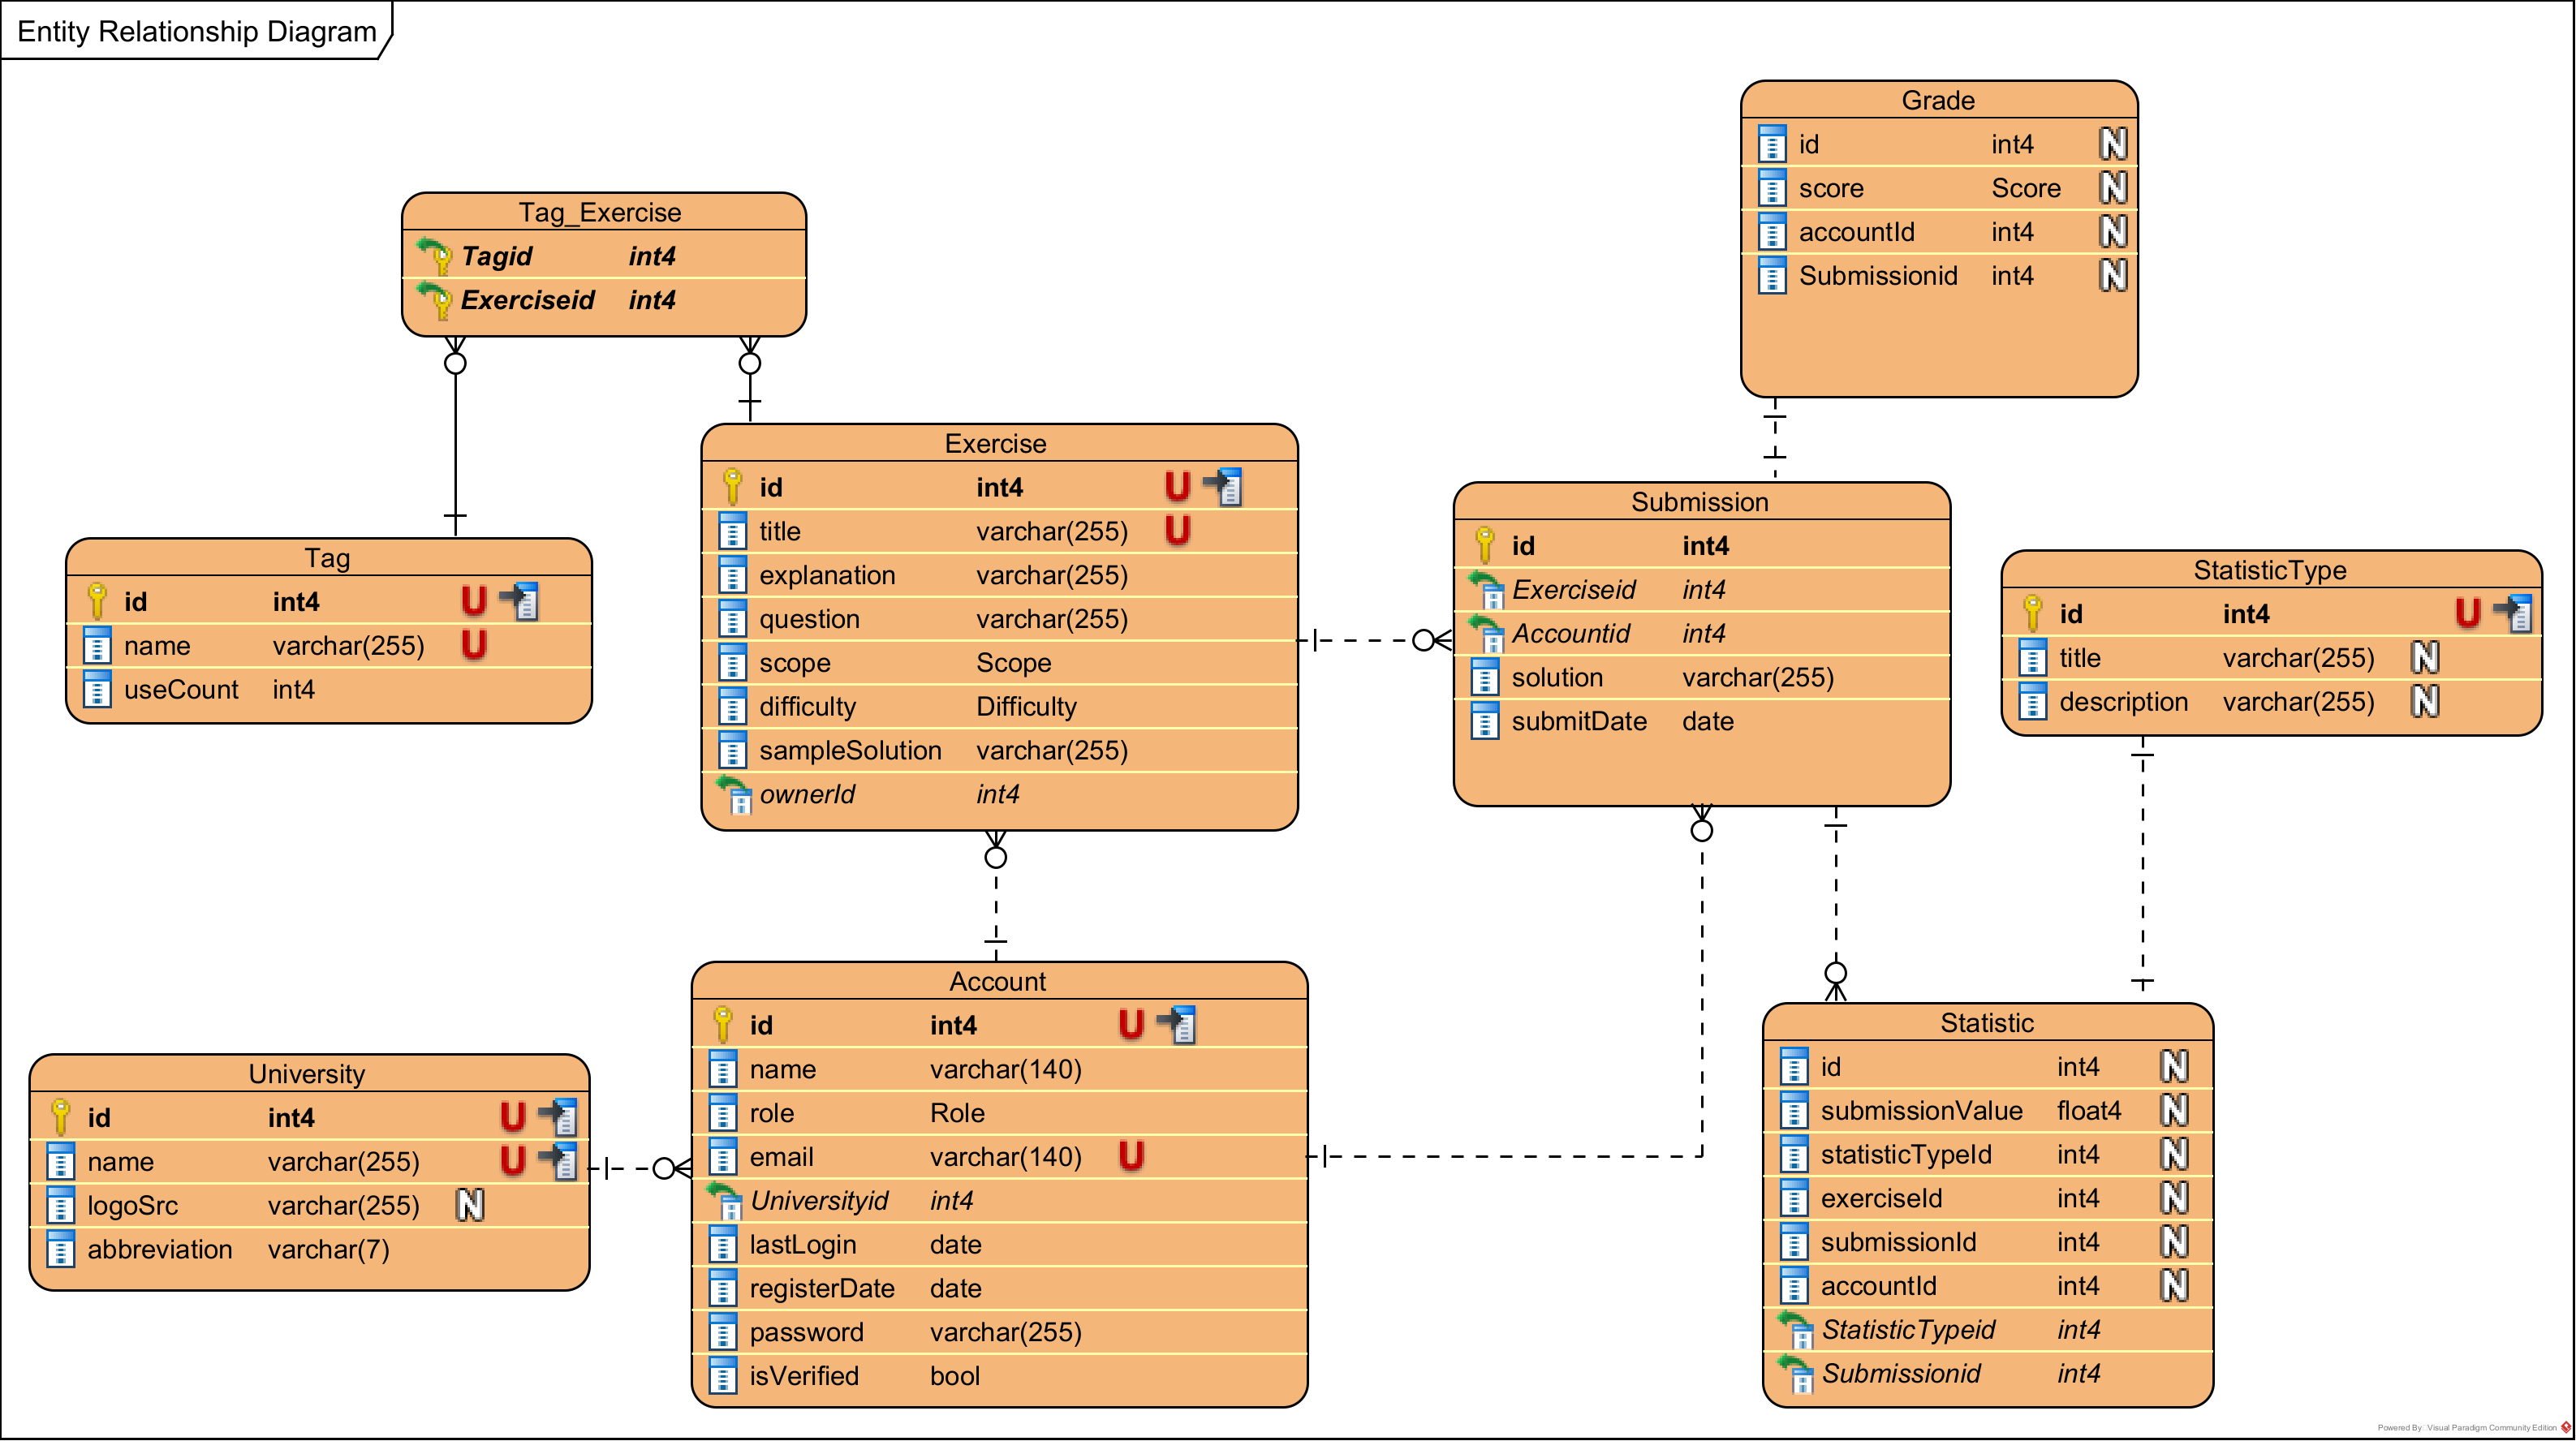 Entity Relationship Diagram
Grade
id int4 N
score Score N
accountId int4 N
Submissionid int4 N
Tag_Exercise
Tagid int4
Exerciseid int4
Exercise
id int4 U
title varchar(255) U
explanation varchar(255)
question varchar(255)
scope Scope
difficulty Difficulty
sampleSolution varchar(255)
ownerId int4
Submission
id int4
Exerciseid int4
Accountid int4
solution varchar(255)
submitDate date
Tag
id int4 U
name varchar(255) U
useCount int4
StatisticType
id int4 U
title varchar(255) N
description varchar(255) N
Account
id int4 U
name varchar(140)
role Role
email varchar(140) U
Universityid int4
lastLogin date
registerDate date
password varchar(255)
isVerified bool
University
id int4 U
name varchar(255) U
logoSrc varchar(255) N
abbreviation varchar(7)
Statistic
id int4 N
submissionValue float4 N
statisticTypeId int4 N
exerciseId int4 N
submissionId int4 N
accountId int4 N
StatisticTypeid int4
Submissionid int4
Powered By: Visual Paradigm Community Edition